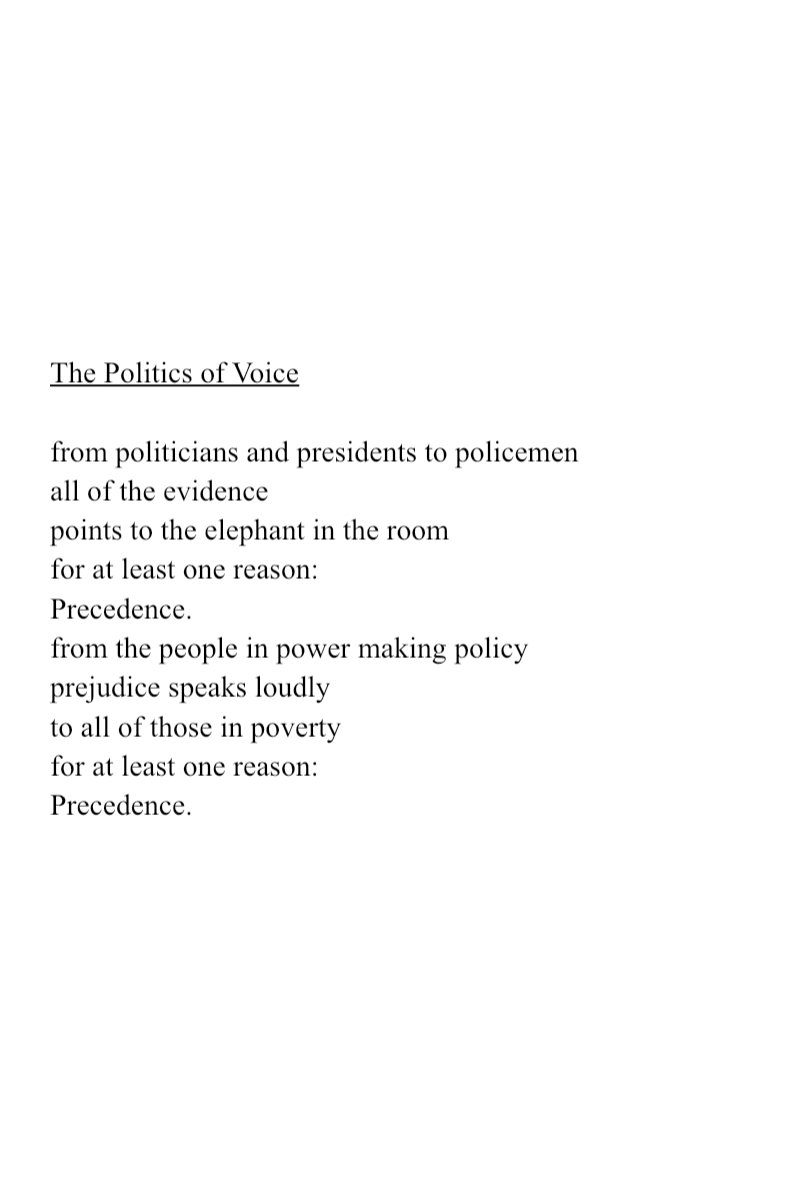 The Politics of Voice
from politicians and presidents to policemen
all of the evidence
points to the elephant in the room
for at least one reason:
Precedence.
from the people in power making policy
prejudice speaks loudly
to all of those in poverty
for at least one reason:
Precedence.